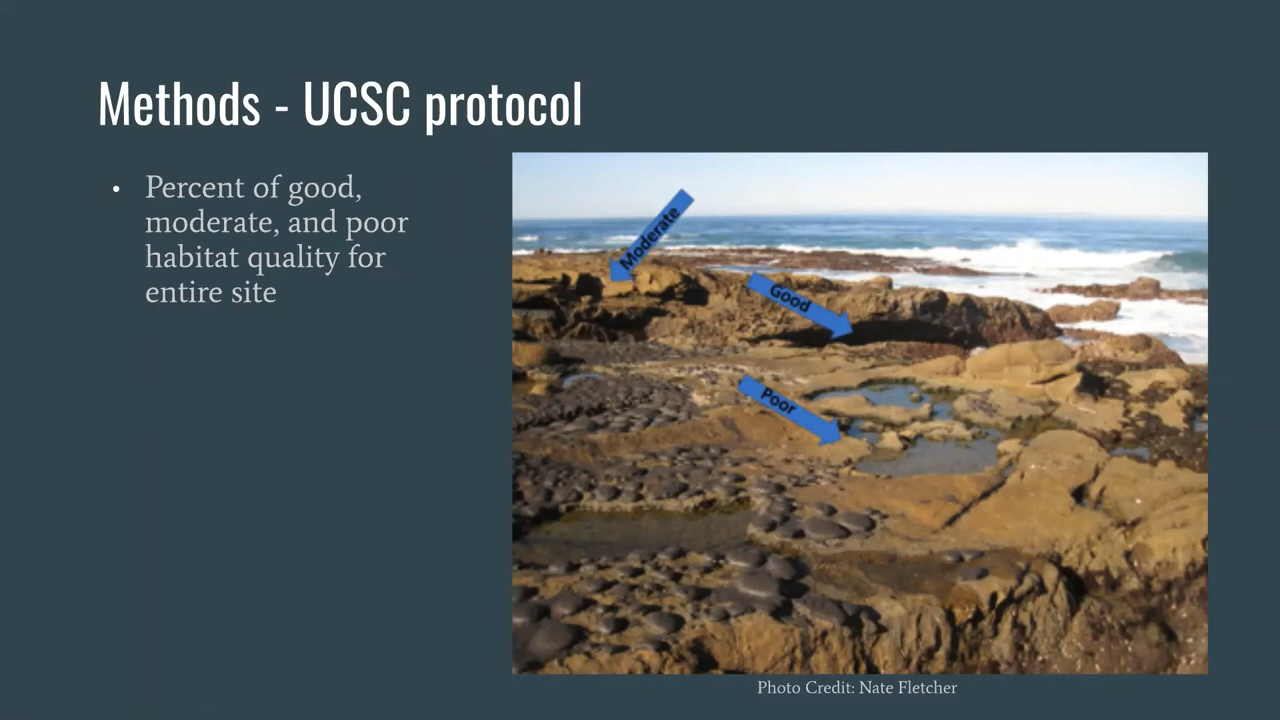 Methods - UCSC protocol
• Percent of good,
moderate, and poor
habitat quality for
entire site
Moderate
Good
Poor
Photo Credit: Nate Fletcher